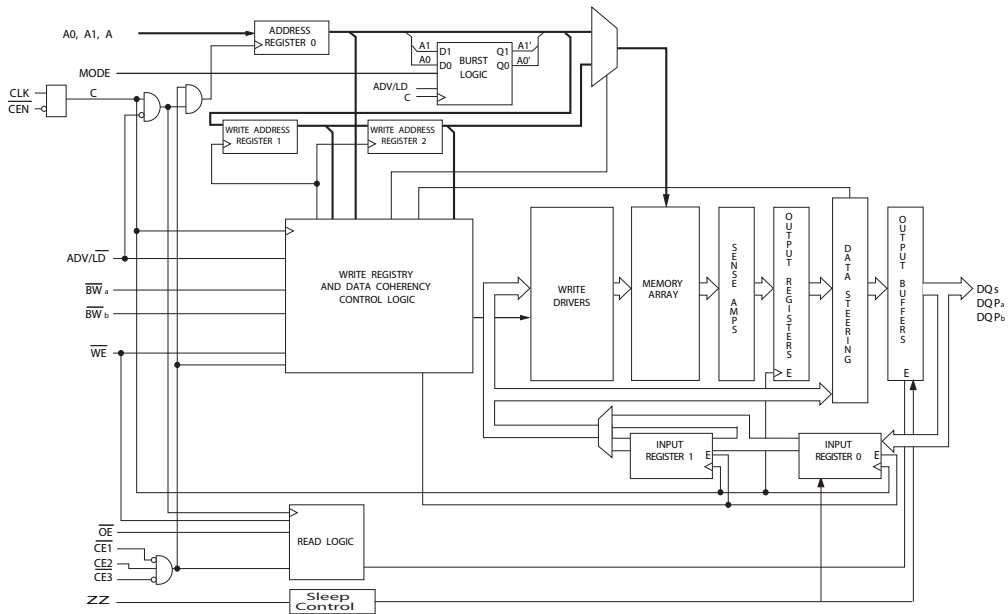 A0, A1, A
ADDRESS
REGISTER 0
MODE
A1
A0
D1
D0
BURST
LOGIC
Q1
Q0
A1'
A0'
ADV/LD
C
CLK
C
CEN
WRITE ADDRESS
REGISTER 1
WRITE ADDRESS
REGISTER 2
ADV/LD
BW a
BW b
WE
WRITE REGISTRY
AND DATA COHERENCY
CONTROL LOGIC
WRITE
DRIVERS
MEMORY
ARRAY
SENSE AMPS
OUTPUT REGISTERS
E
DATA STEERING
OUTPUT BUFFERS
E
DQs
DQPa
DQPb
INPUT
REGISTER 1
E
INPUT
REGISTER 0
E
OE
CE1
CE2
CE3
READ LOGIC
ZZ
Sleep
Control